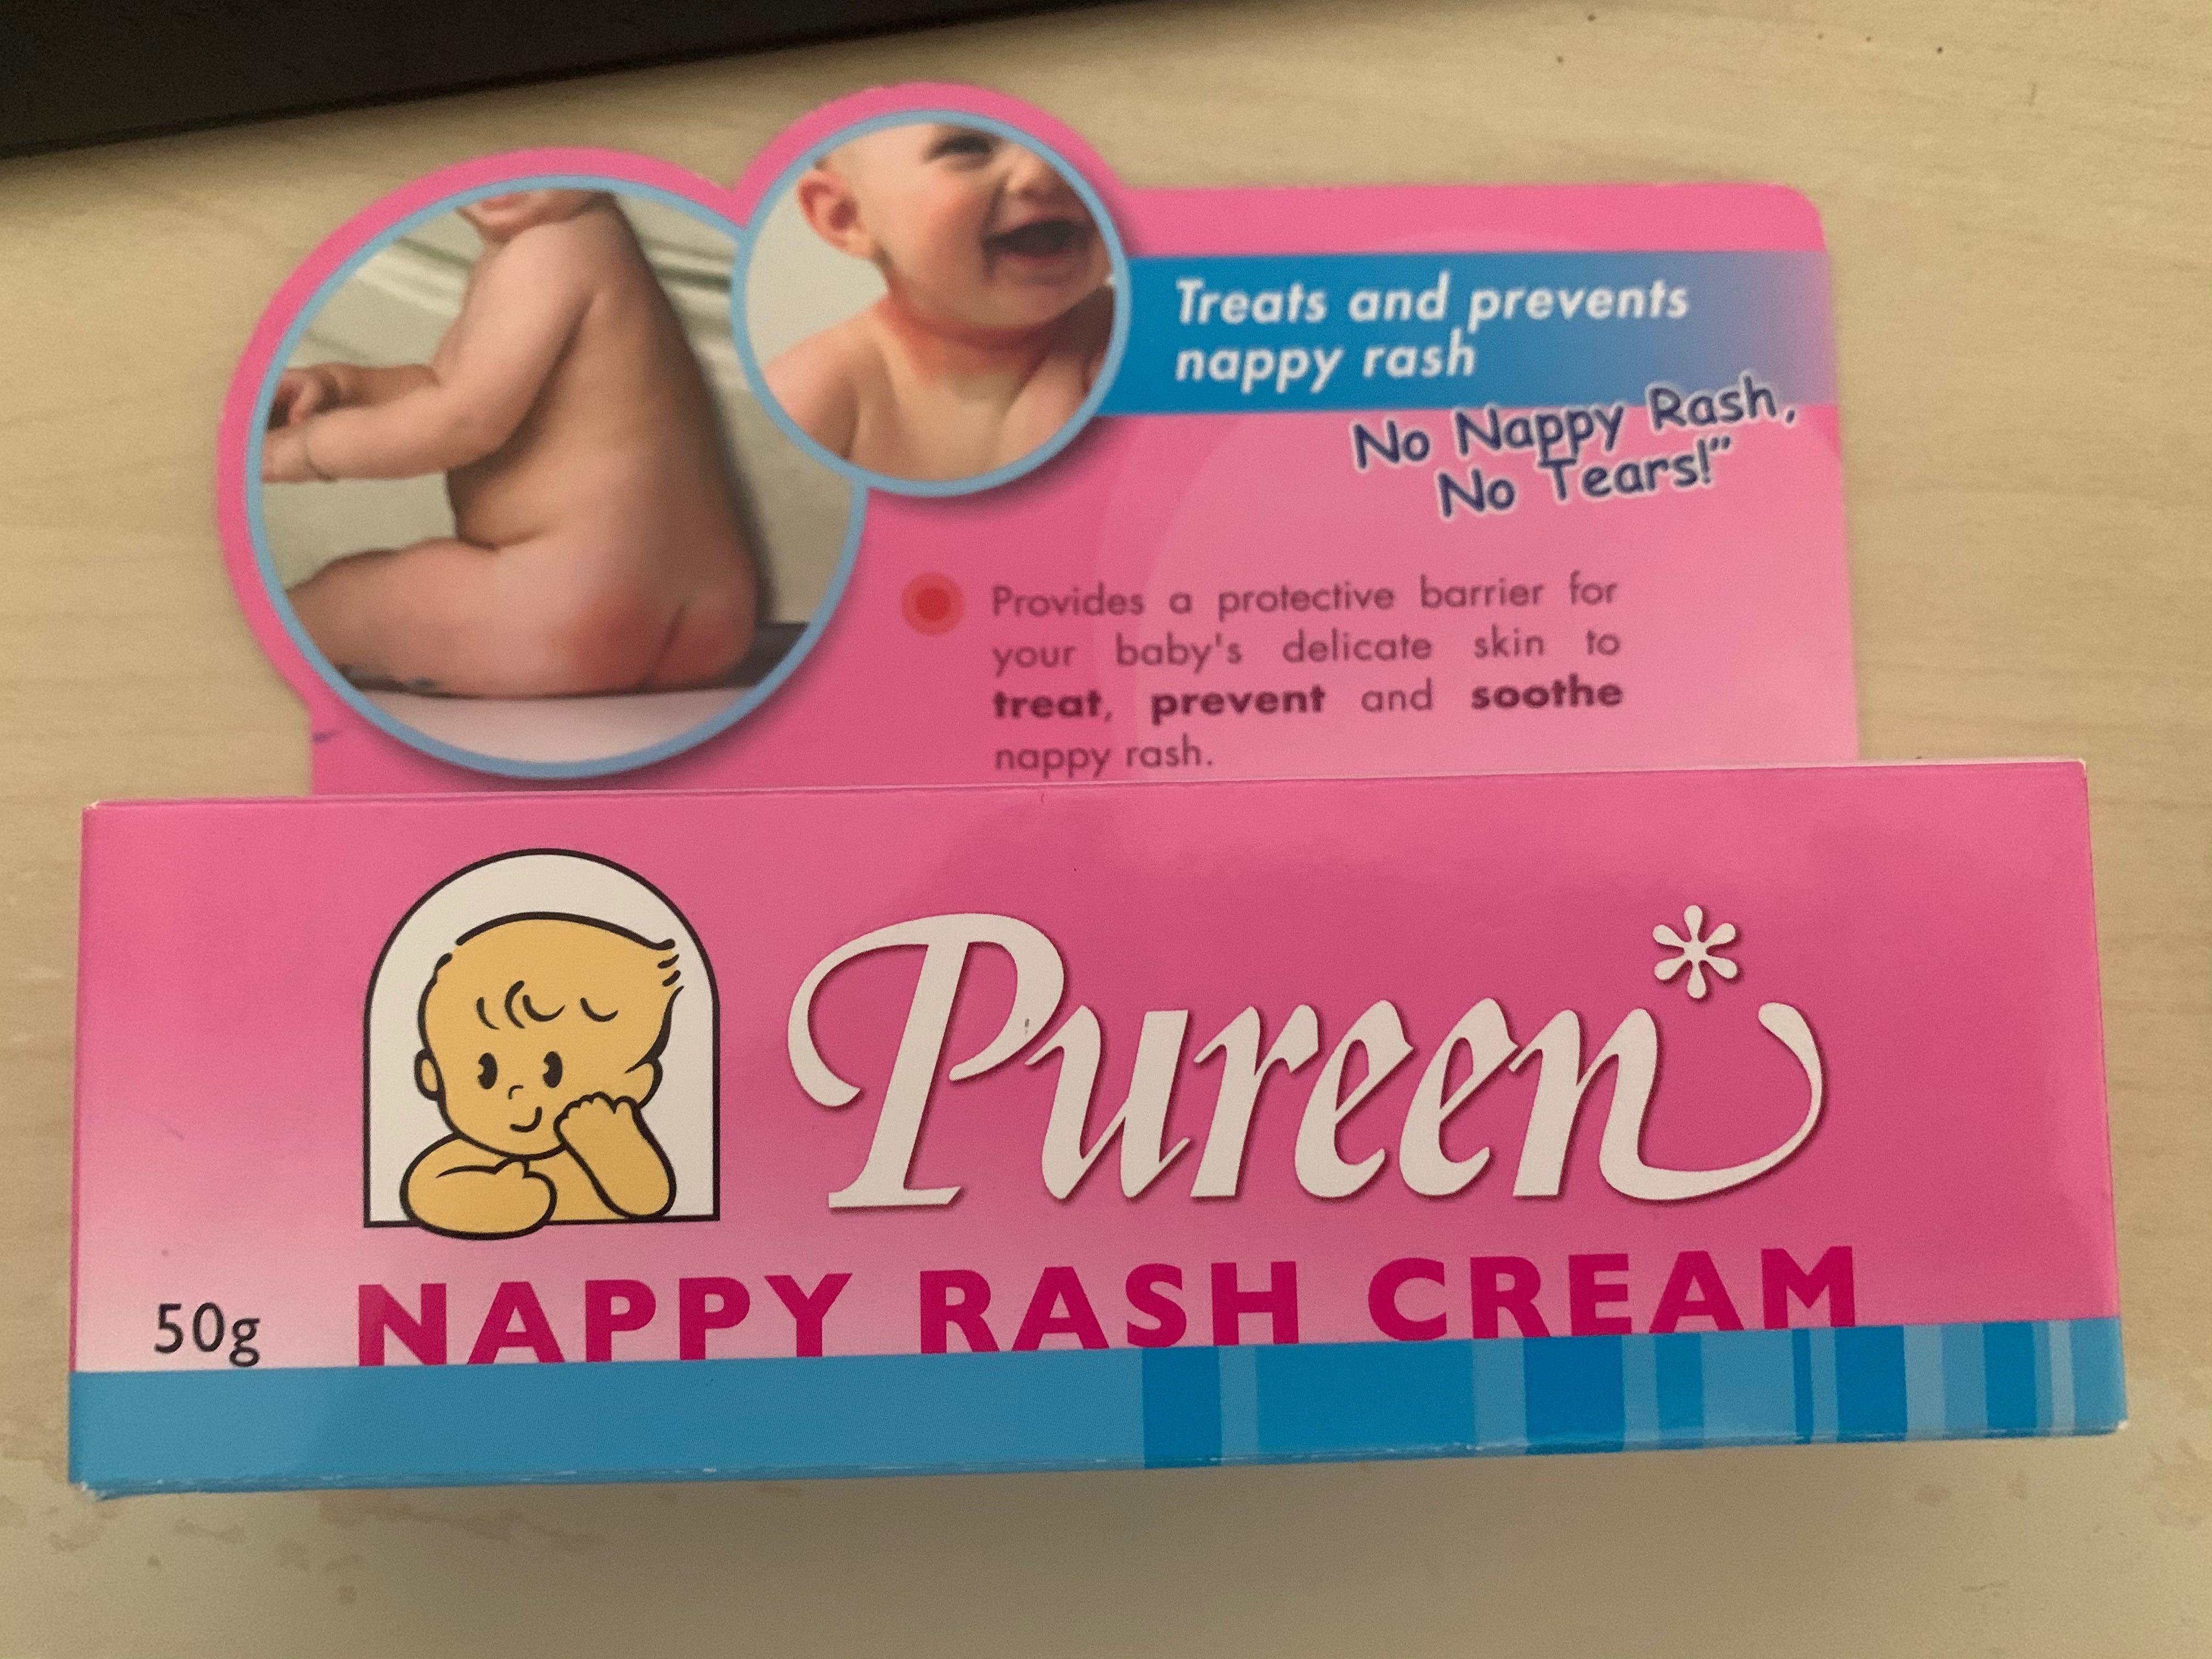 Treats and prevents
nappy rash
No Nappy Rash,
No Tears!”
Provides a protective barrier for
your baby's delicate skin to
treat, prevent and soothe
nappy rash.
Pureen
NAPPY RASH CREAM
50g